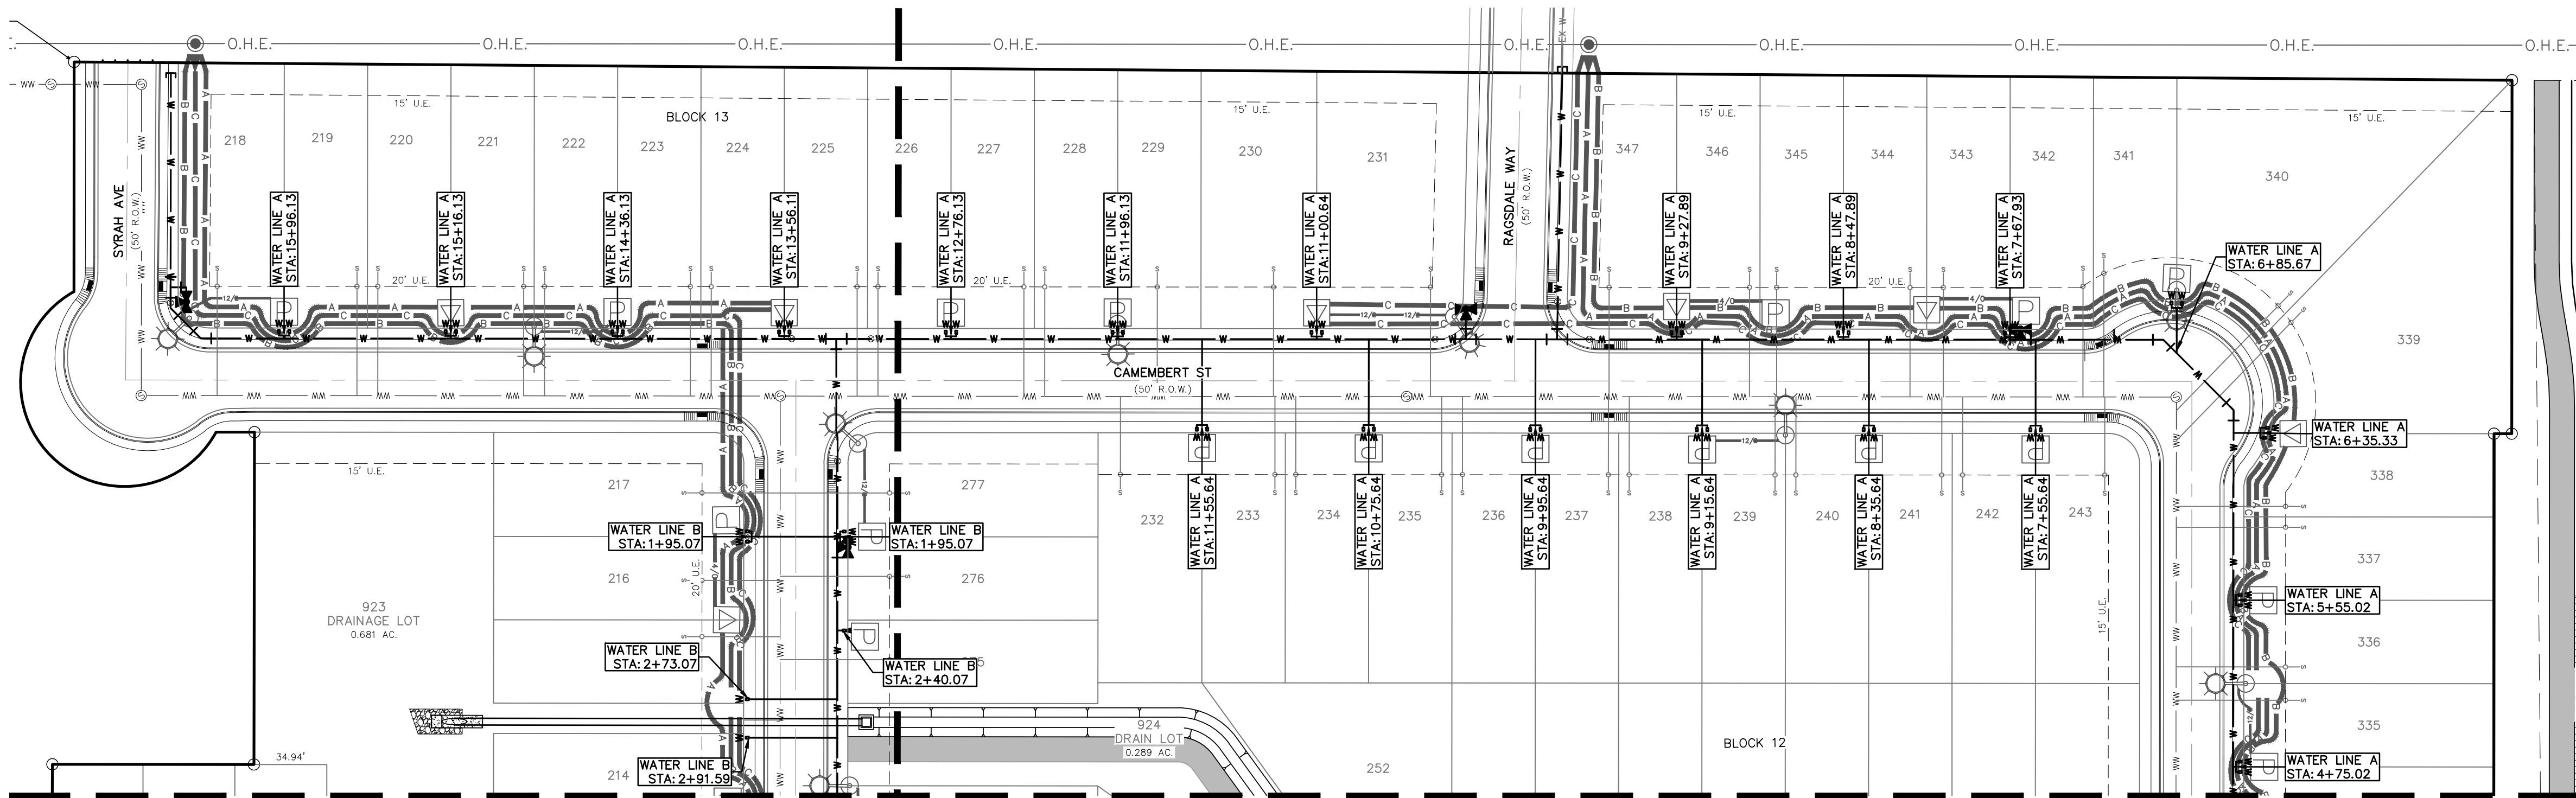 O.H.E. O.H.E. O.H.E. O.H.E. O.H.E. O.H.E. O.H.E. O.H.E. O.H.E. O.H.E.
15' U.E.
BLOCK 13
15' U.E.
15' U.E.
15' U.E.
218 219 220 221 222 223 224 225 226 227 228 229 230 231
347 346 345 344 343 342 341 340
SYRAH AVE
(50' R.O.W.)
RAGSDALE WAY
(50' R.O.W.)
WATER LINE A
STA: 15+96.13
WATER LINE A
STA: 15+16.13
WATER LINE A
STA: 14+36.13
WATER LINE A
STA: 13+56.11
WATER LINE A
STA: 12+76.13
WATER LINE A
STA: 11+96.13
WATER LINE A
STA: 11+00.64
WATER LINE A
STA: 9+27.89
WATER LINE A
STA: 8+47.89
WATER LINE A
STA: 7+67.93
WATER LINE A
STA: 6+85.67
20' U.E.
20' U.E.
20' U.E.
339
CAMEMBERT ST
(50' R.O.W.)
WATER LINE A
STA: 6+35.33
15' U.E.
217
277
338
WATER LINE A
STA: 11+55.64
WATER LINE A
STA: 10+75.64
WATER LINE A
STA: 9+95.64
WATER LINE A
STA: 9+15.64
WATER LINE A
STA: 8+35.64
WATER LINE A
STA: 7+55.64
232 233 234 235 236 237 238 239 240 241 242 243
WATER LINE B
STA: 1+95.07
WATER LINE B
STA: 1+95.07
337
216
20' U.E.
276
WATER LINE A
STA: 5+55.02
923
DRAINAGE LOT
0.681 AC.
15' U.E.
336
WATER LINE B
STA: 2+73.07
WATER LINE B
STA: 2+40.07
335
924
DRAIN LOT
0.289 AC.
BLOCK 12
34.94'
214
WATER LINE B
STA: 2+91.59
252
WATER LINE A
STA: 4+75.02